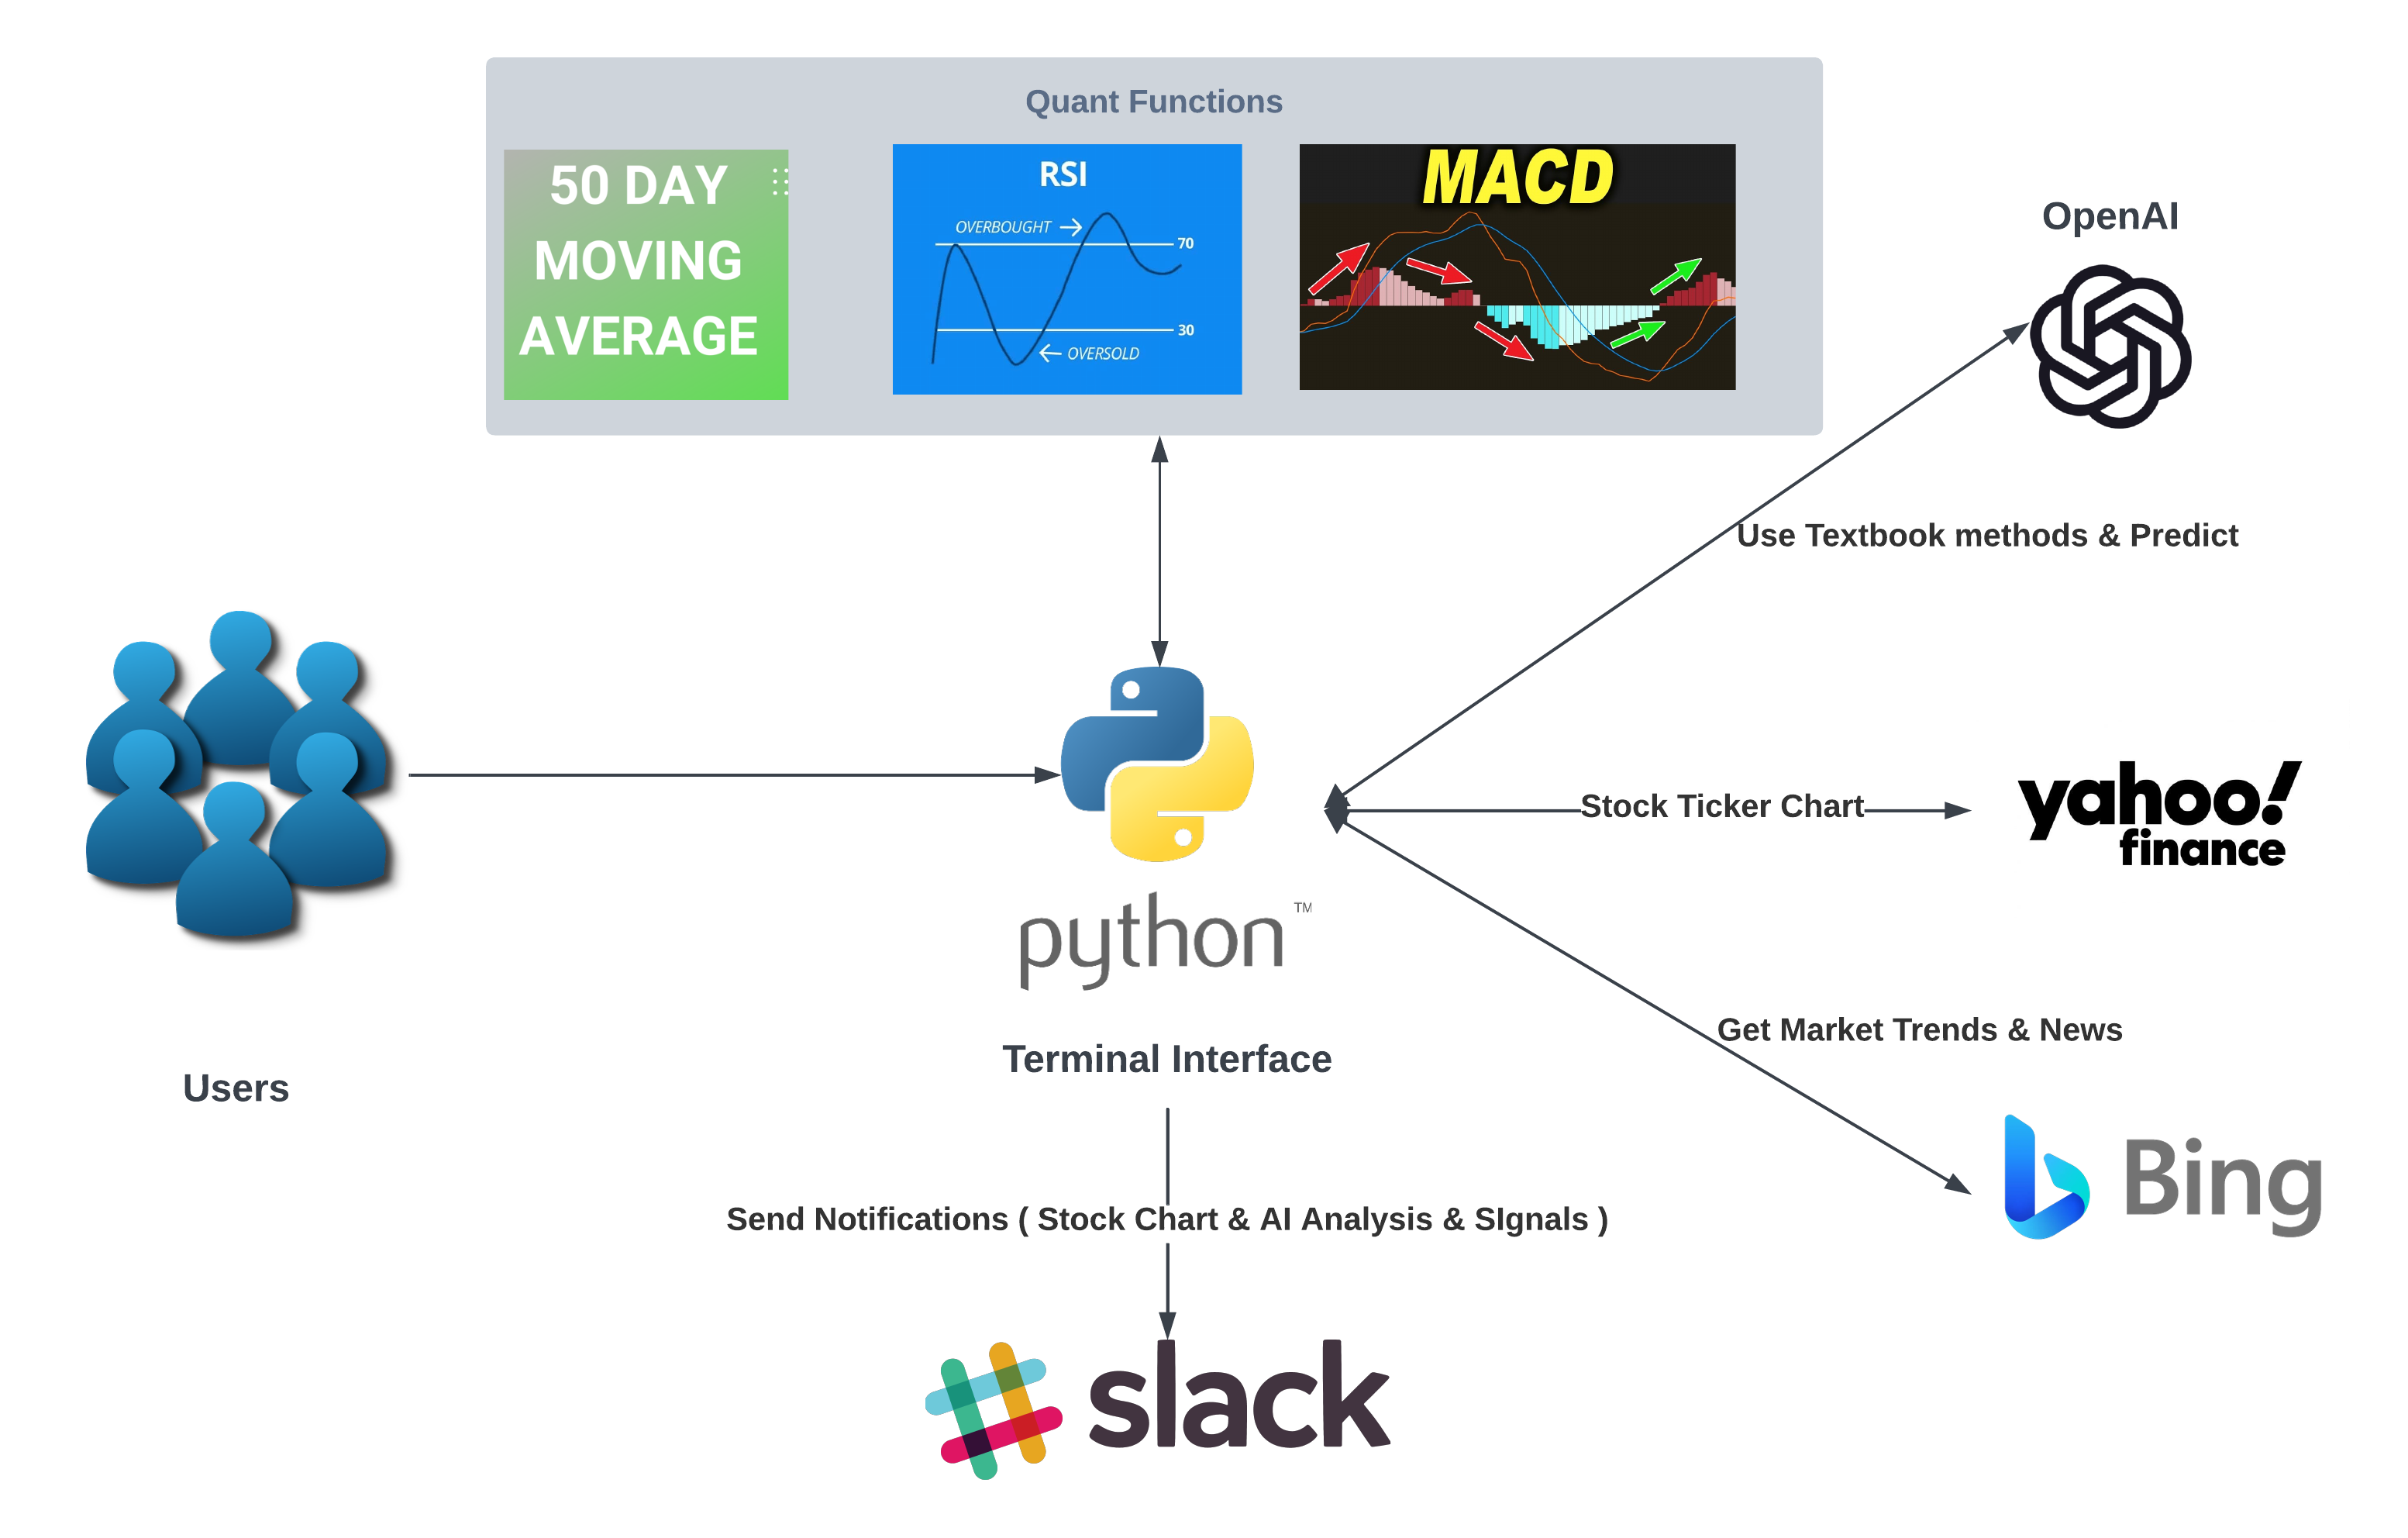 Quant Functions
50 DAY
MOVING
AVERAGE
RSI
OVERBOUGHT
70
30
OVERSOLD
MACD
OpenAI
Use Textbook methods & Predict
Stock Ticker Chart
yahoo!
finance
python
TM
Terminal Interface
Users
Get Market Trends & News
Bing
Send Notifications ( Stock Chart & AI Analysis & SIgnals )
slack